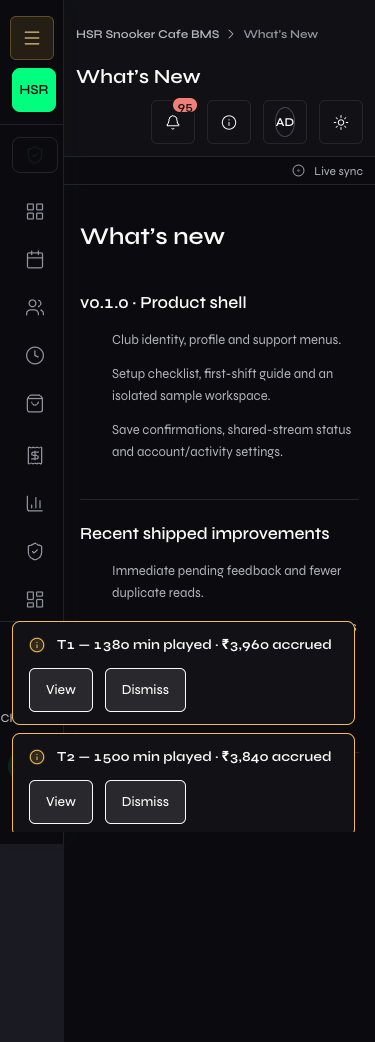 HSR Snooker Cafe BMS > What's New
HSR
What's New
95
AD
Live sync
What's new
v0.1.0 · Product shell
Club identity, profile and support menus.
Setup checklist, first-shift guide and an
isolated sample workspace.
Save confirmations, shared-stream status
and account/activity settings.
Recent shipped improvements
Immediate pending feedback and fewer
duplicate reads.
T1 — 1380 min played · ₹3,960 accrued
View
Dismiss
T2 — 1500 min played · ₹3,840 accrued
View
Dismiss